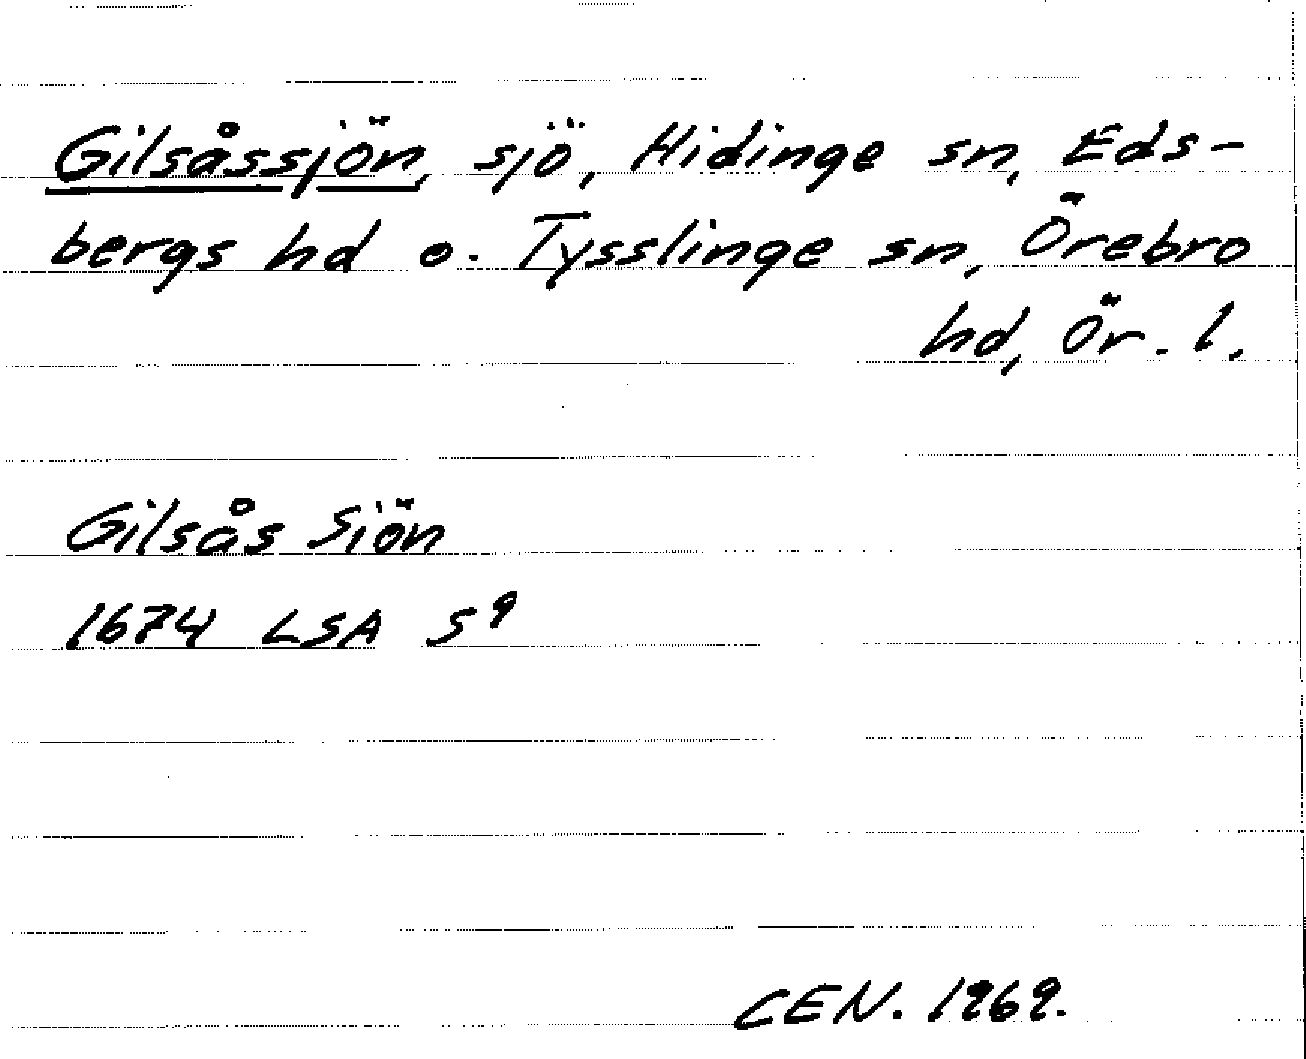 Gilsåssjön, sjö, Hidinge sn, Eds-
bergs hd o. Tysslinge sn, Örebro
hd, Ör. l.
Gilsås Siön
1674 LSA S⁹
CEN. 1969.